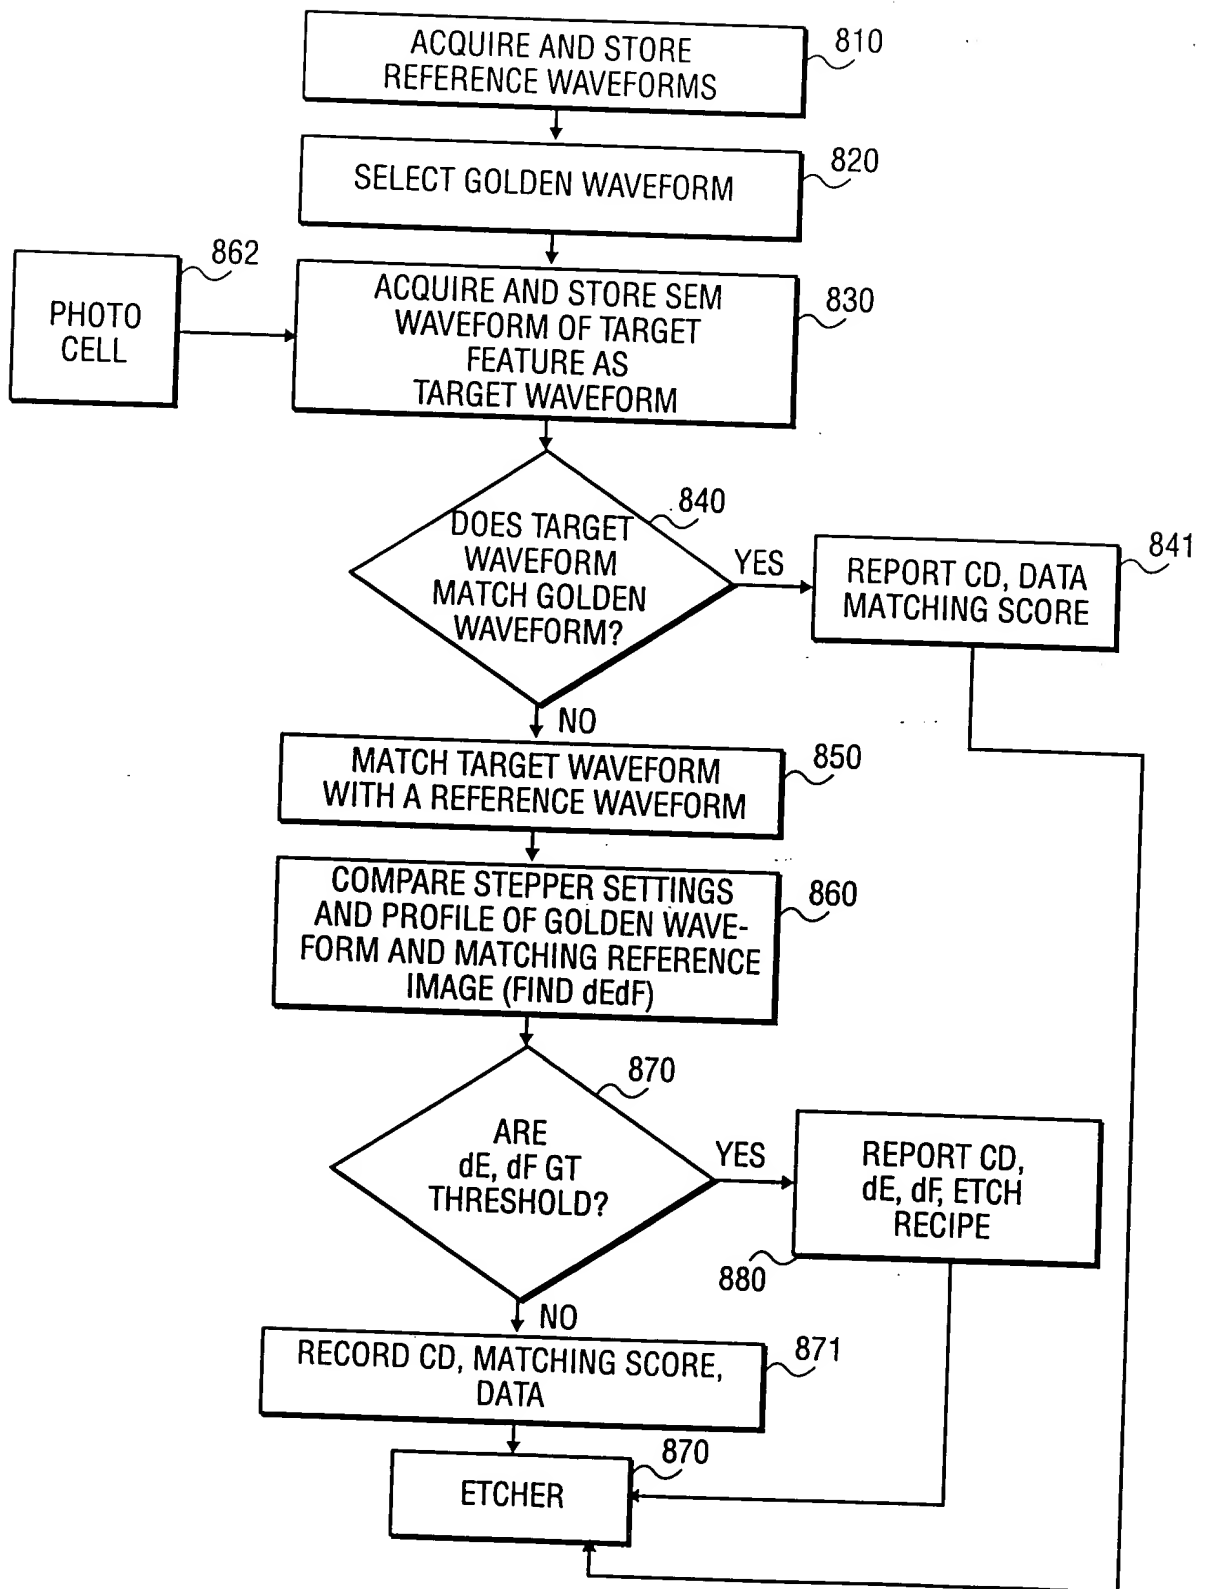 ACQUIRE AND STORE
REFERENCE WAVEFORMS
810
SELECT GOLDEN WAVEFORM
820
PHOTO
CELL
862
ACQUIRE AND STORE SEM
WAVEFORM OF TARGET
FEATURE AS
TARGET WAVEFORM
830
DOES TARGET
WAVEFORM
MATCH GOLDEN
WAVEFORM?
840
YES
REPORT CD, DATA
MATCHING SCORE
841
NO
MATCH TARGET WAVEFORM
WITH A REFERENCE WAVEFORM
850
COMPARE STEPPER SETTINGS
AND PROFILE OF GOLDEN WAVE-
FORM AND MATCHING REFERENCE
IMAGE (FIND dEdF)
860
ARE
dE, dF GT
THRESHOLD?
870
YES
REPORT CD,
dE, dF, ETCH
RECIPE
880
NO
RECORD CD, MATCHING SCORE,
DATA
871
ETCHER
870